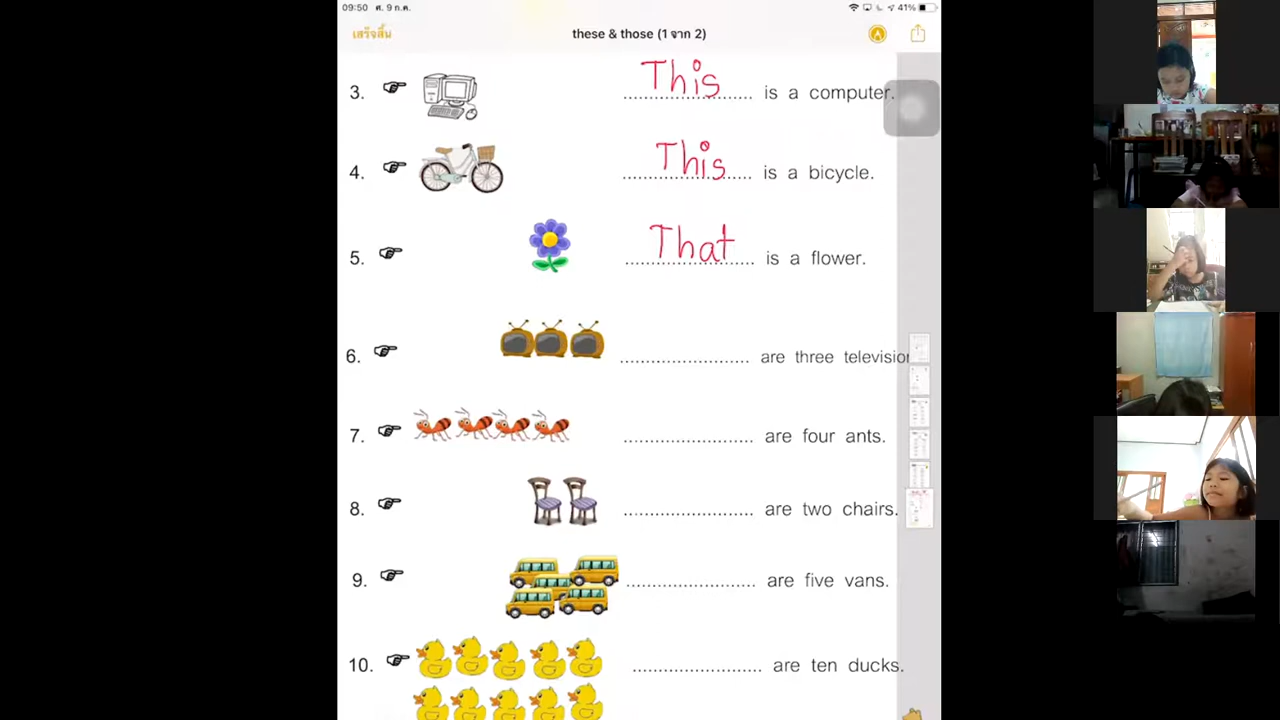 09:50 ศ. 9 ก.ค. 41%
เสร็จสิ้น these & those (1 จาก 2)
3. This is a computer.
4. This is a bicycle.
5. That is a flower.
6. ........................ are three televisio
7. ........................ are four ants.
8. ........................ are two chairs.
9. ........................ are five vans.
10. ........................ are ten ducks.